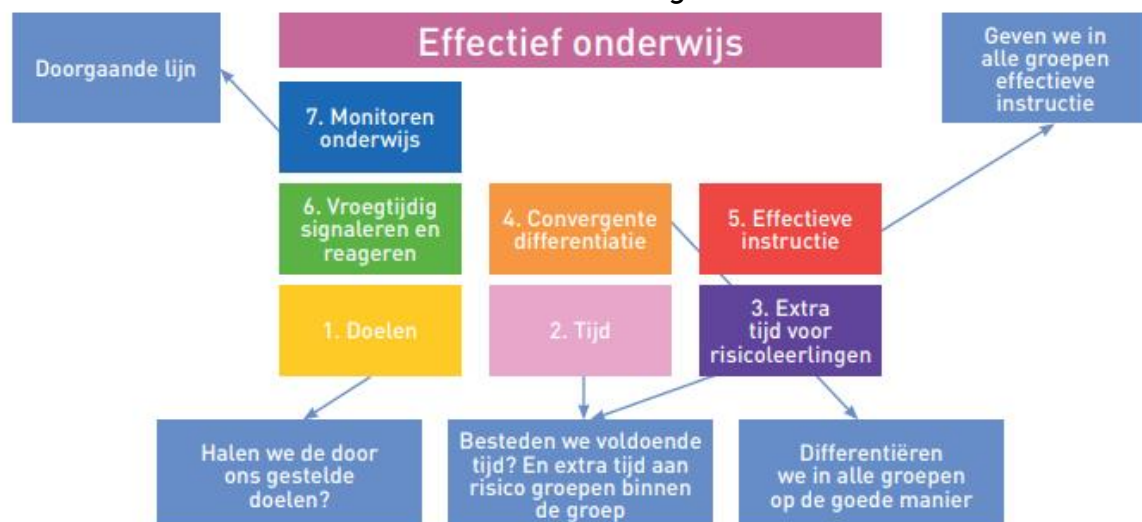 Effectief onderwijs
Doorgaande lijn
Geven we in
alle groepen
effectieve
instructie
7. Monitoren
onderwijs
6. Vroegtijdig
signaleren en
reageren
4. Convergente
differentiatie
5. Effectieve
instructie
1. Doelen
2. Tijd
3. Extra
tijd voor
risicoleerlingen
Halen we de door
ons gestelde
doelen?
Besteden we voldoende
tijd? En extra tijd aan
risico groepen binnen
de groep
Differentiëren
we in alle groepen
op de goede manier